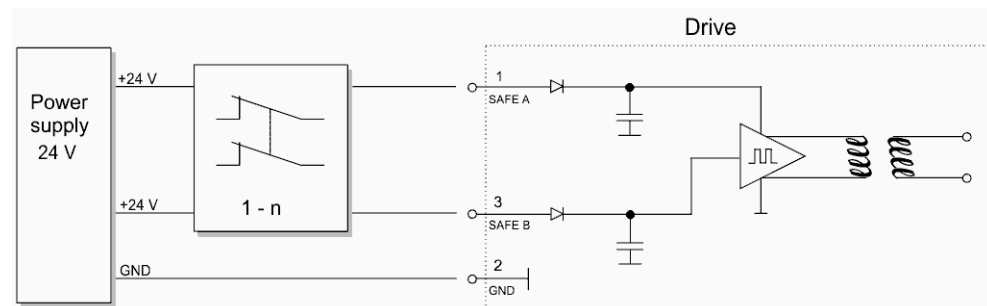 Drive
Power
supply
24 V
+24 V
+24 V
GND
1 - n
1
SAFE A
3
SAFE B
2
GND